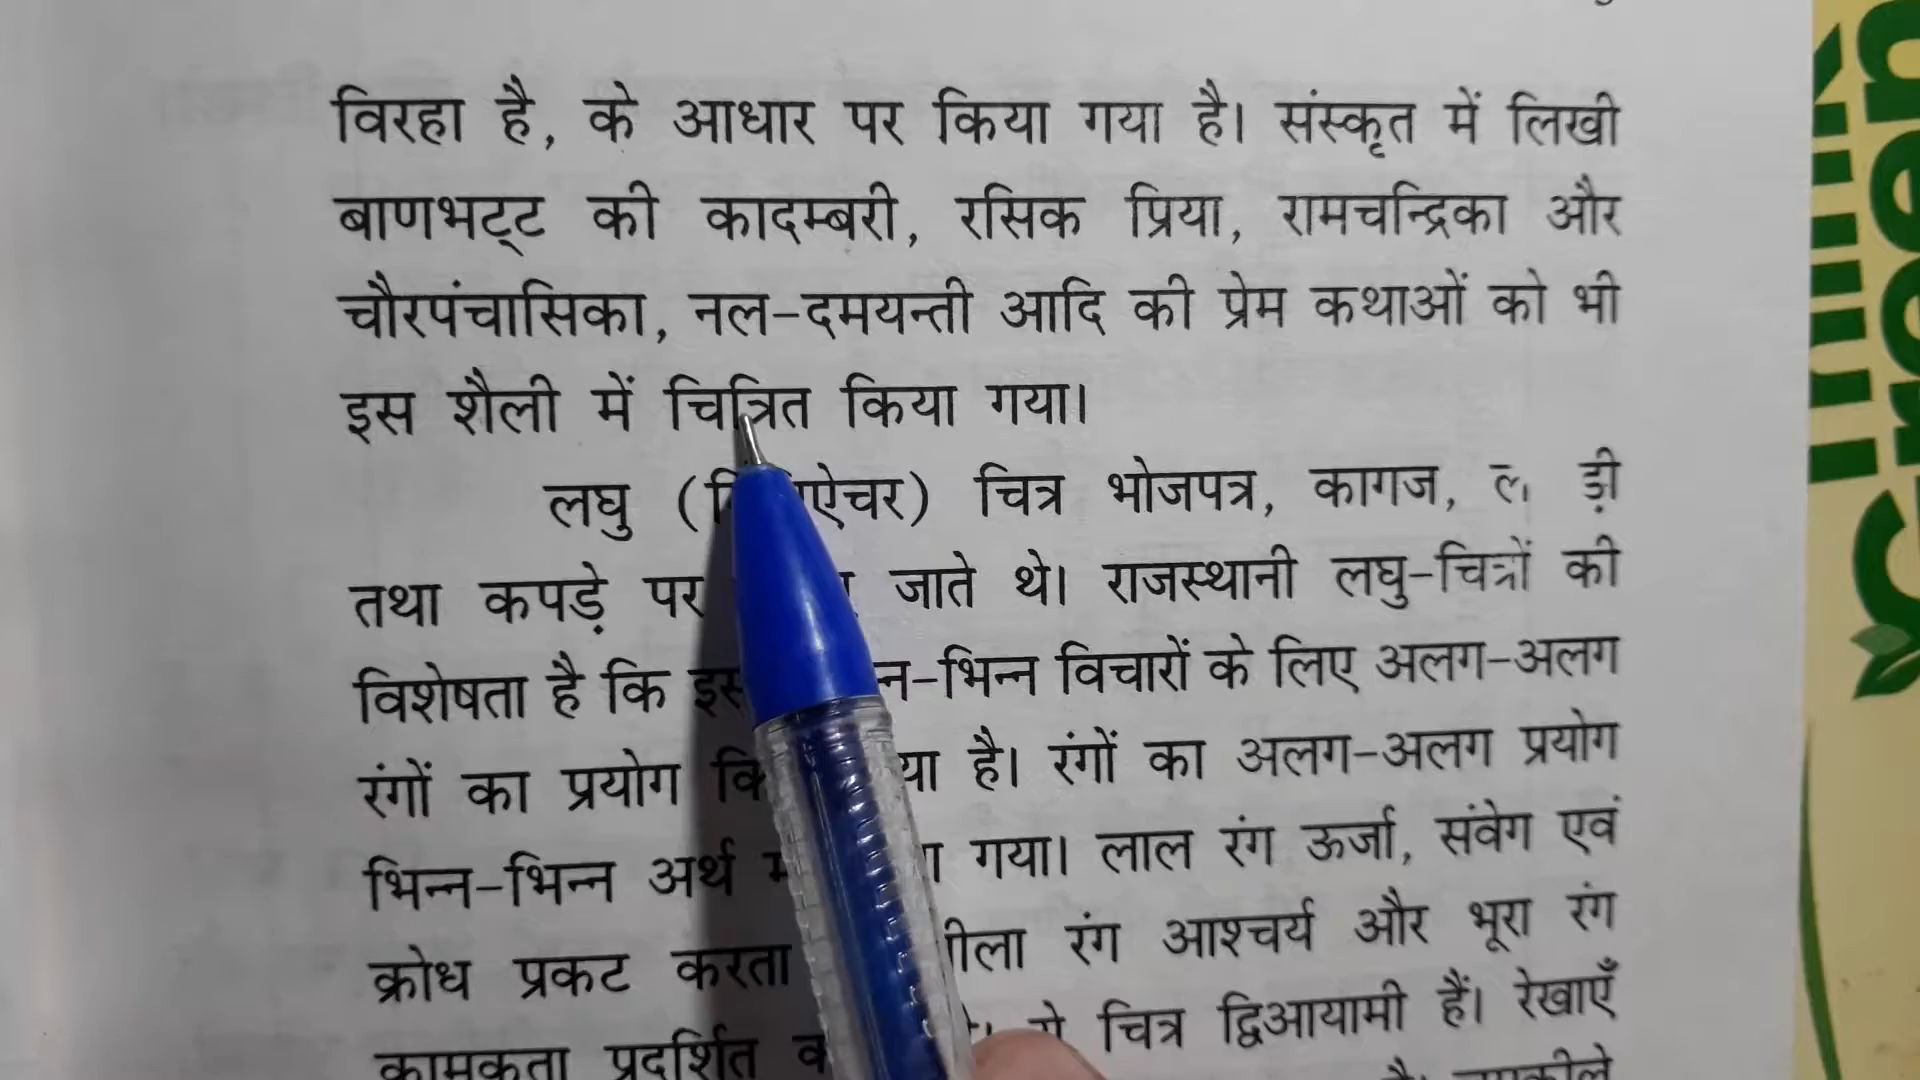 विरहा है, के आधार पर किया गया है। संस्कृत में लिखी
बाणभट्ट की कादम्बरी, रसिक प्रिया, रामचन्द्रिका और
चौरपंचासिका, नल-दमयन्ती आदि की प्रेम कथाओं को भी
इस शैली में चित्रित किया गया।
लघु चित्र भोजपत्र, कागज,
तथा कपड़े पर जाते थे। राजस्थानी लघु-चित्रों की
विशेषता है कि भिन्न विचारों के लिए अलग-अलग
रंगों का प्रयोग है। रंगों का अलग-अलग प्रयोग
भिन्न-भिन्न अर्थ गया। लाल रंग ऊर्जा, संवेग एवं
क्रोध प्रकट करता रंग आश्चर्य और भूरा रंग
कामुकता प्रदर्शित चित्र द्विआयामी हैं। रेखाएँ